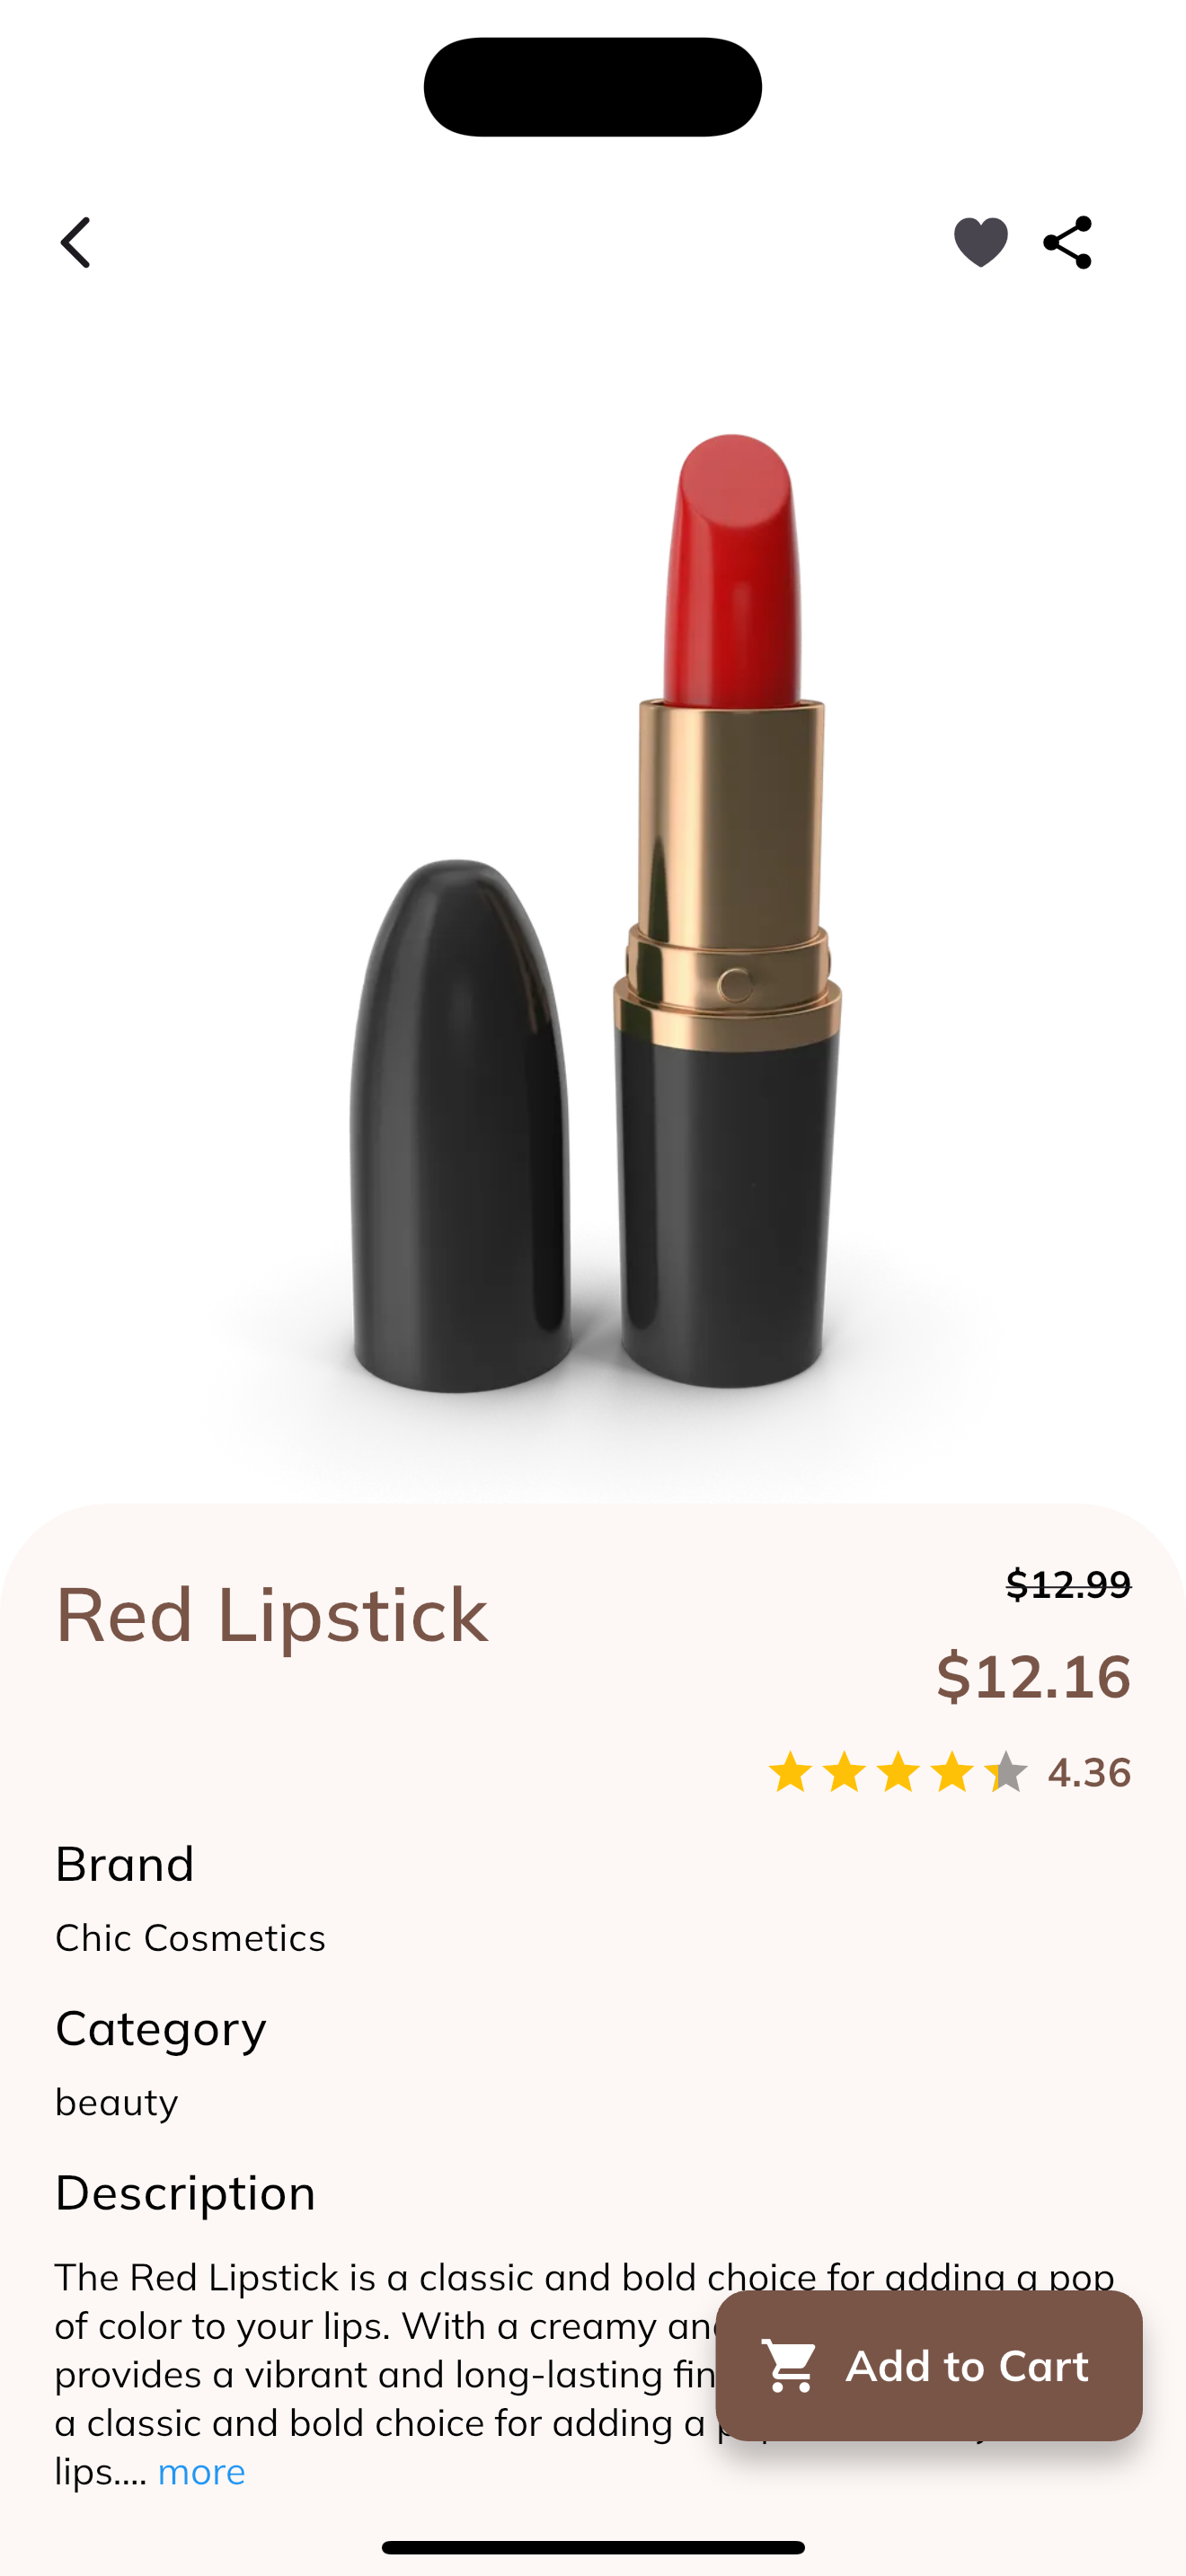 Red Lipstick
$12.99
$12.16
4.36
Brand
Chic Cosmetics
Category
beauty
Description
The Red Lipstick is a classic and bold choice for adding a pop
of color to your lips. With a creamy
provides a vibrant and long-lasting
a classic and bold choice for adding a
lips.... more
Add to Cart